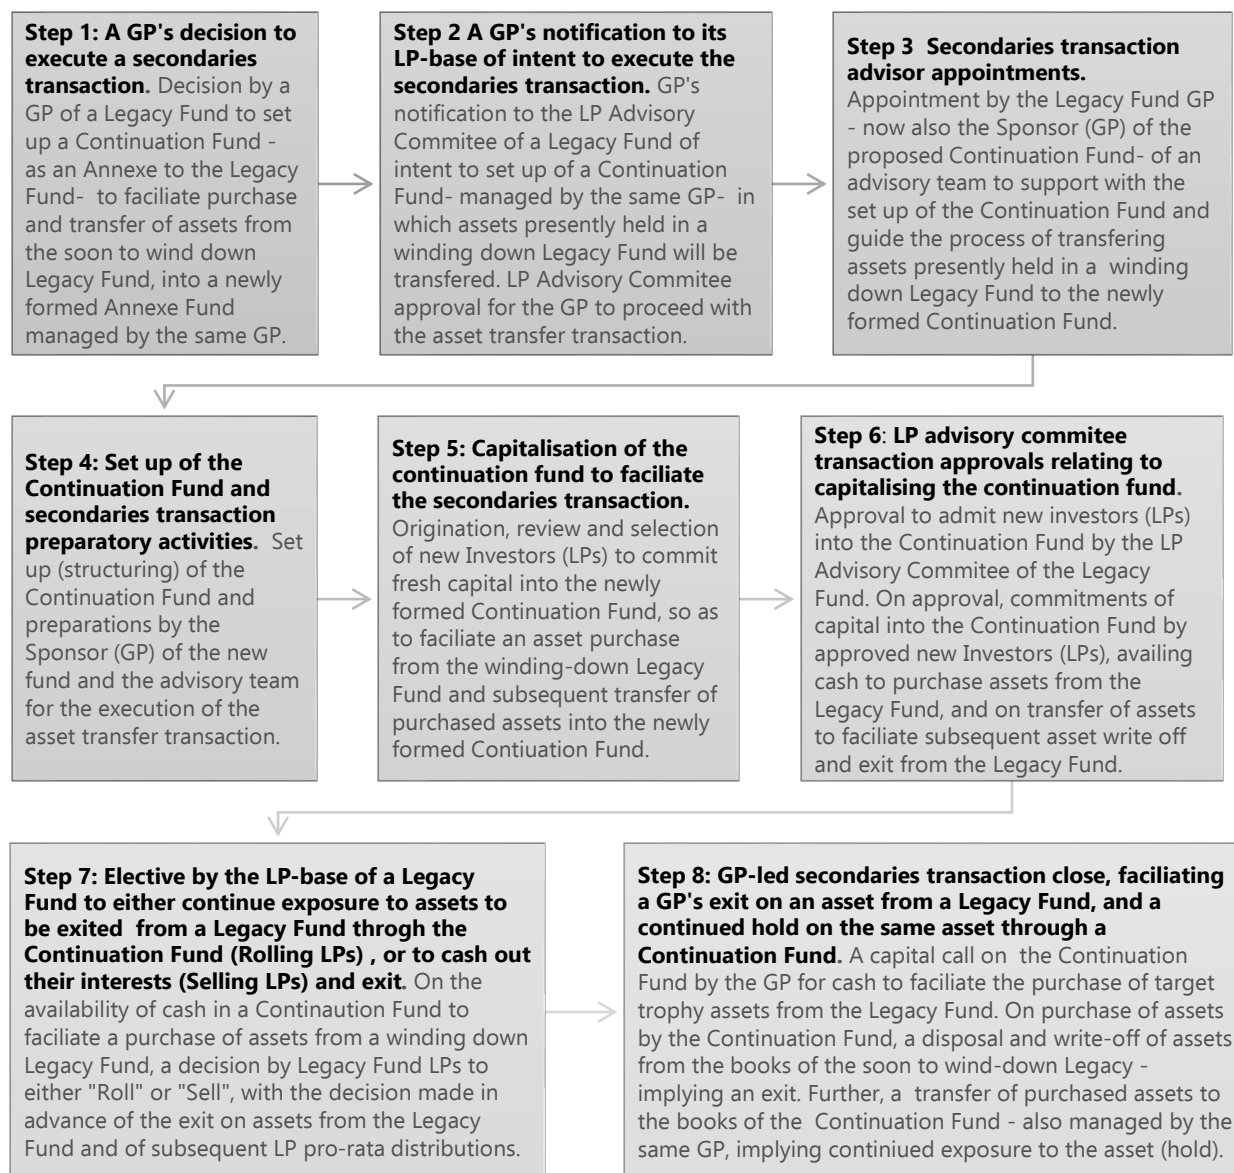 Step 1: A GP's decision to
execute a secondaries
transaction. Decision by a
GP of a Legacy Fund to set
up a Continuation Fund -
as an Annexe to the Legacy
Fund-  to faciliate purchase
and transfer of assets from
the soon to wind down
Legacy Fund, into a newly
formed Annexe Fund
managed by the same GP.
Step 2 A GP's notification to its
LP-base of intent to execute the
secondaries transaction. GP's
notification to the LP Advisory
Commitee of a Legacy Fund of
intent to set up of a Continuation
Fund- managed by the same GP-  in
which assets presently held in a
winding down Legacy Fund will be
transfered. LP Advisory Commitee
approval for the GP to proceed with
the asset transfer transaction.
Step 3  Secondaries transaction
advisor appointments.
Appointment by the Legacy Fund GP
- now also the Sponsor (GP) of the
proposed Continuation Fund- of an
advisory team to support with the
set up of the Continuation Fund and
guide the process of transfering
assets presently held in a  winding
down Legacy Fund to the newly
formed Continuation Fund.
Step 4: Set up of the
Continuation Fund and
secondaries transaction
preparatory activities.  Set
up (structuring) of the
Continuation Fund and
preparations by the
Sponsor (GP) of the new
fund and the advisory team
for the execution of the
asset transfer transaction.
Step 5: Capitalisation of the
continuation fund to faciliate
the secondaries transaction.
Origination, review and selection
of new Investors (LPs) to commit
fresh capital into the newly
formed Continuation Fund, so as
to faciliate an asset purchase
from the winding-down Legacy
Fund and subsequent transfer of
purchased assets into the newly
formed Contiuation Fund.
Step 6: LP advisory commitee
transaction approvals relating to
capitalising the continuation fund.
Approval to admit new investors (LPs)
into the Continuation Fund by the LP
Advisory Commitee of the Legacy
Fund. On approval, commitments of
capital into the Continuation Fund by
approved new Investors (LPs), availing
cash to purchase assets from the
Legacy Fund, and on transfer of assets
to faciliate subsequent asset write off
and exit from the Legacy Fund.
Step 7: Elective by the LP-base of a Legacy
Fund to either continue exposure to assets to
be exited  from a Legacy Fund throgh the
Continuation Fund (Rolling LPs) , or to cash out
their interests (Selling LPs) and exit. On the
availability of cash in a Continaution Fund to
faciliate a purchase of assets from a winding down
Legacy Fund, a decision by Legacy Fund LPs to
either "Roll" or "Sell", with the decision made in
advance of the exit on assets from the Legacy
Fund and of subsequent LP pro-rata distributions.
Step 8: GP-led secondaries transaction close, faciliating
a GP's exit on an asset from a Legacy Fund, and a
continued hold on the same asset through a
Continuation Fund. A capital call on  the Continuation
Fund by the GP for cash to faciliate the purchase of target
trophy assets from the Legacy Fund. On purchase of assets
by the Continuation Fund, a disposal and write-off of assets
from the books of the soon to wind-down Legacy -
implying an exit. Further, a  transfer of purchased assets to
the books of the  Continuation Fund - also managed by the
same GP, implying continiued exposure to the asset (hold).